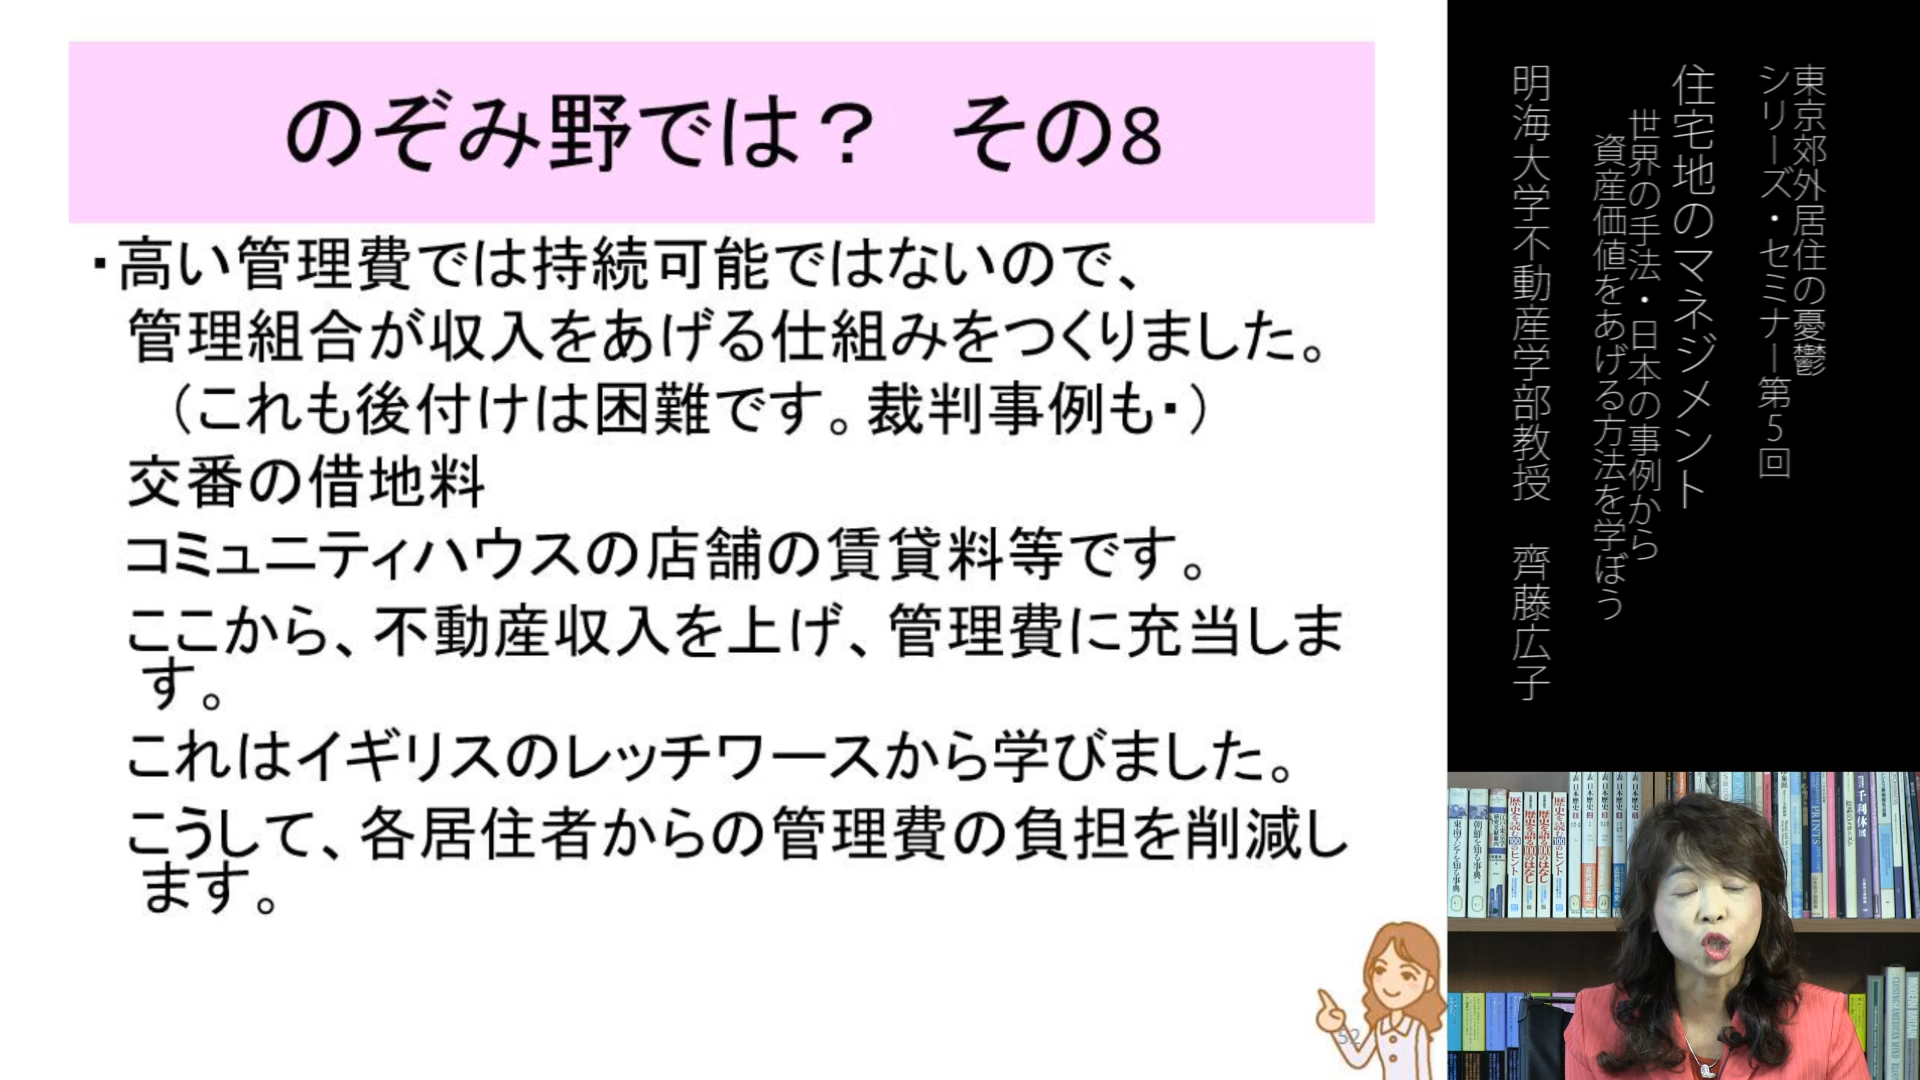 のぞみ野では？　その8
・高い管理費では持続可能ではないので、
管理組合が収入をあげる仕組みをつくりました。
（これも後付けは困難です。裁判事例も・）
交番の借地料
コミュニティハウスの店舗の賃貸料等です。
ここから、不動産収入を上げ、管理費に充当しま
す。
これはイギリスのレッチワースから学びました。
こうして、各居住者からの管理費の負担を削減し
ます。
52
東京郊外居住の憂鬱
シリーズ・セミナー第5回
住宅地のマネジメント
世界の手法・日本の事例から
資産価値をあげる方法を学ぼう
明海大学不動産学部教授　齊藤広子